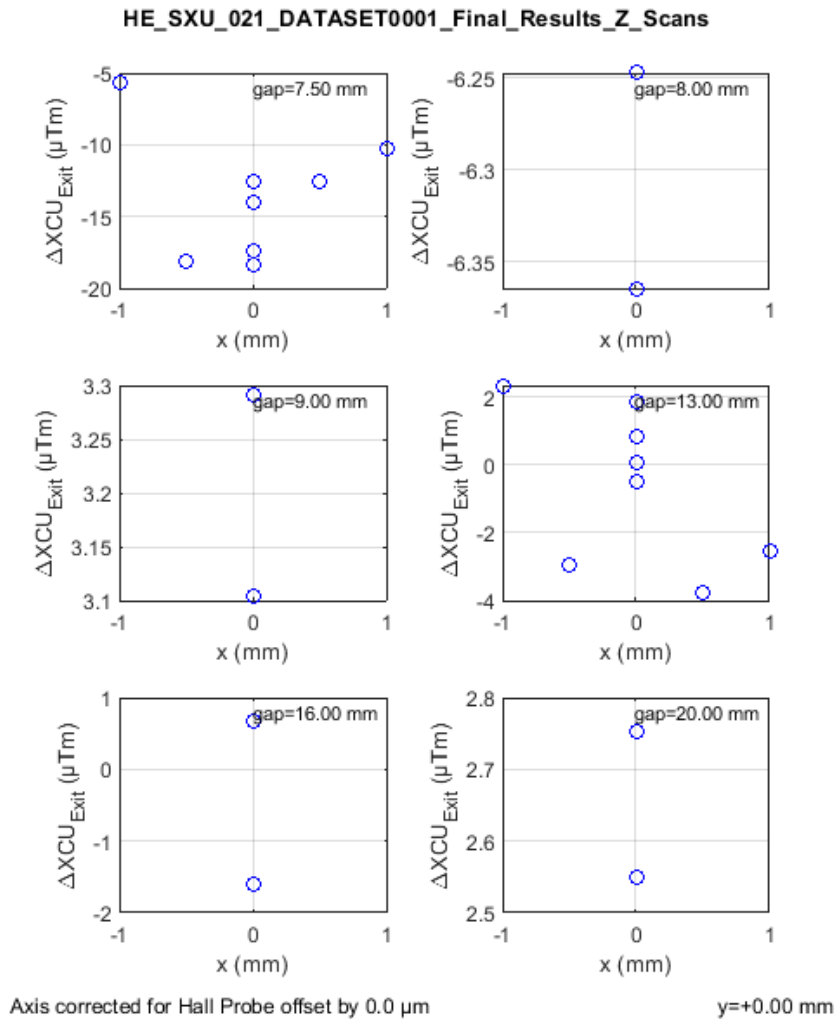 HE_SXU_021_DATASET0001_Final_Results_Z_Scans
-5
-10
-15
-20
ΔXCU_Exit (µTm)
gap=7.50 mm
-1 0 1
x (mm)
-6.25
-6.3
-6.35
ΔXCU_Exit (µTm)
gap=8.00 mm
-1 0 1
x (mm)
3.3
3.25
3.2
3.15
3.1
ΔXCU_Exit (µTm)
gap=9.00 mm
-1 0 1
x (mm)
2
0
-2
-4
ΔXCU_Exit (µTm)
gap=13.00 mm
-1 0 1
x (mm)
1
0
-1
-2
ΔXCU_Exit (µTm)
gap=16.00 mm
-1 0 1
x (mm)
2.8
2.7
2.6
2.5
ΔXCU_Exit (µTm)
gap=20.00 mm
-1 0 1
x (mm)
Axis corrected for Hall Probe offset by 0.0 µm
y=+0.00 mm